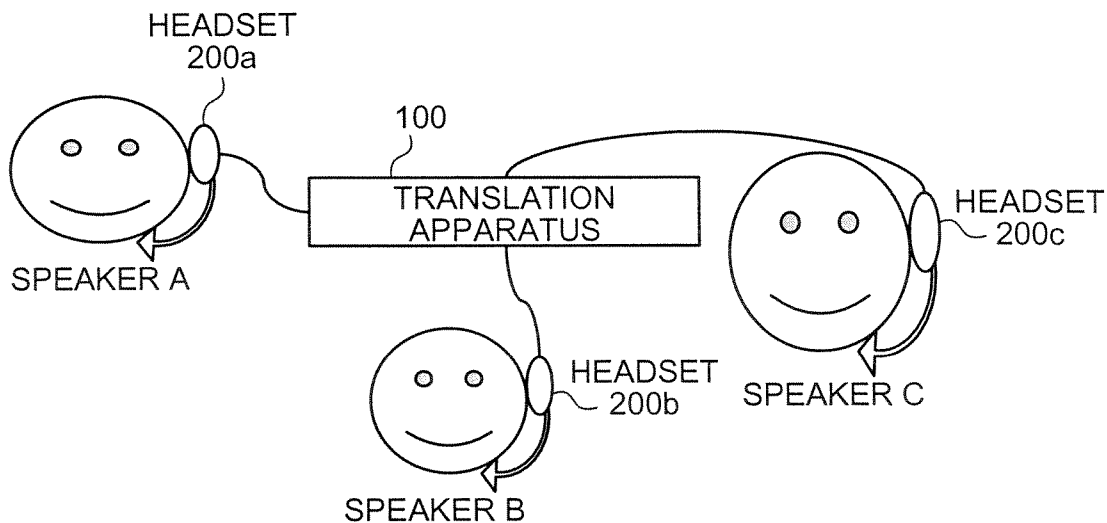 HEADSET
200a
100
TRANSLATION
APPARATUS
HEADSET
200c
SPEAKER A
HEADSET
200b
SPEAKER C
SPEAKER B